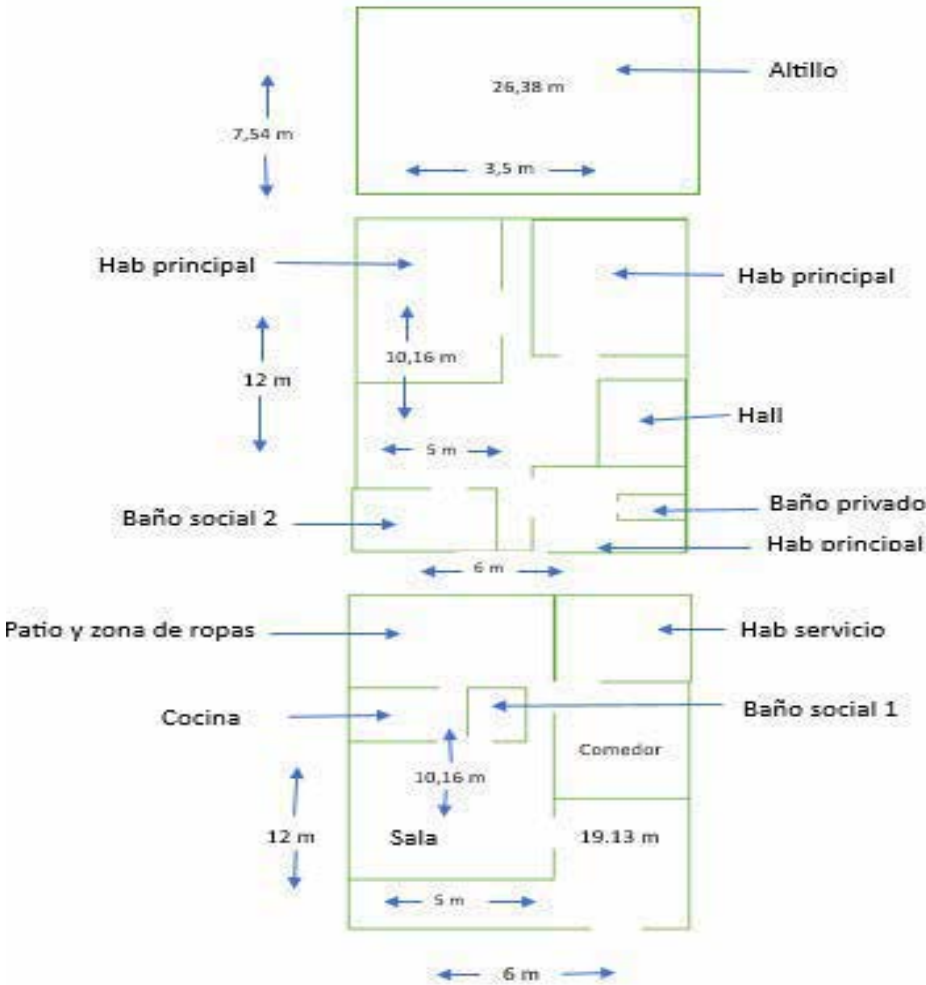 Altillo
26,38 m
7,54 m
3,5 m
Hab principal
Hab principal
10,16 m
12 m
Hall
5 m
Baño privado
Baño social 2
Hab principal
6 m
Patio y zona de ropas
Hab servicio
Cocina
Baño social 1
Comedor
10,16 m
12 m
Sala
19.13 m
5 m
6 m